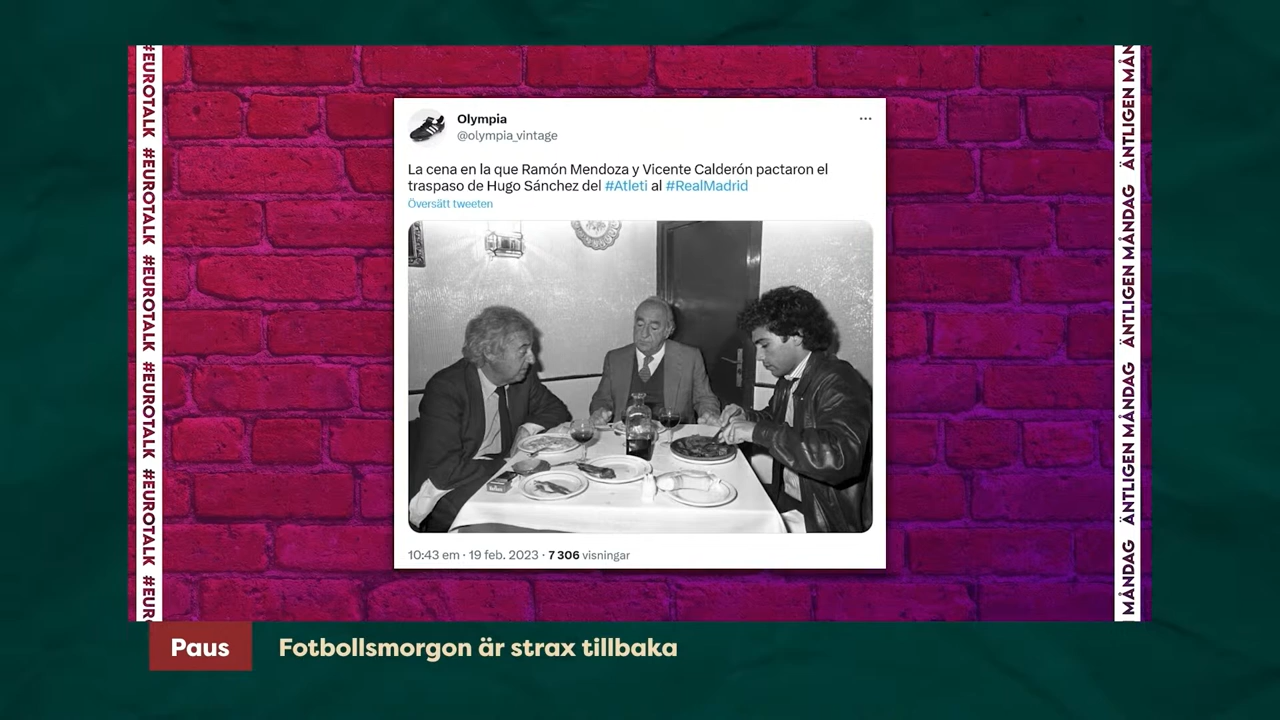 #EUROTALK #EUROTALK #EUROTALK #EUROTALK #EUROTALK #EUR
Olympia
@olympia_vintage
La cena en la que Ramón Mendoza y Vicente Calderón pactaron el
traspaso de Hugo Sánchez del #Atleti al #RealMadrid
Översätt tweeten
10:43 em · 19 feb. 2023 · 7 306 visningar
MÅNDAG ÄNTLIGEN MÅNDAG ÄNTLIGEN MÅNDAG ÄNTLIGEN MÅN
Paus
Fotbollsmorgon är strax tillbaka